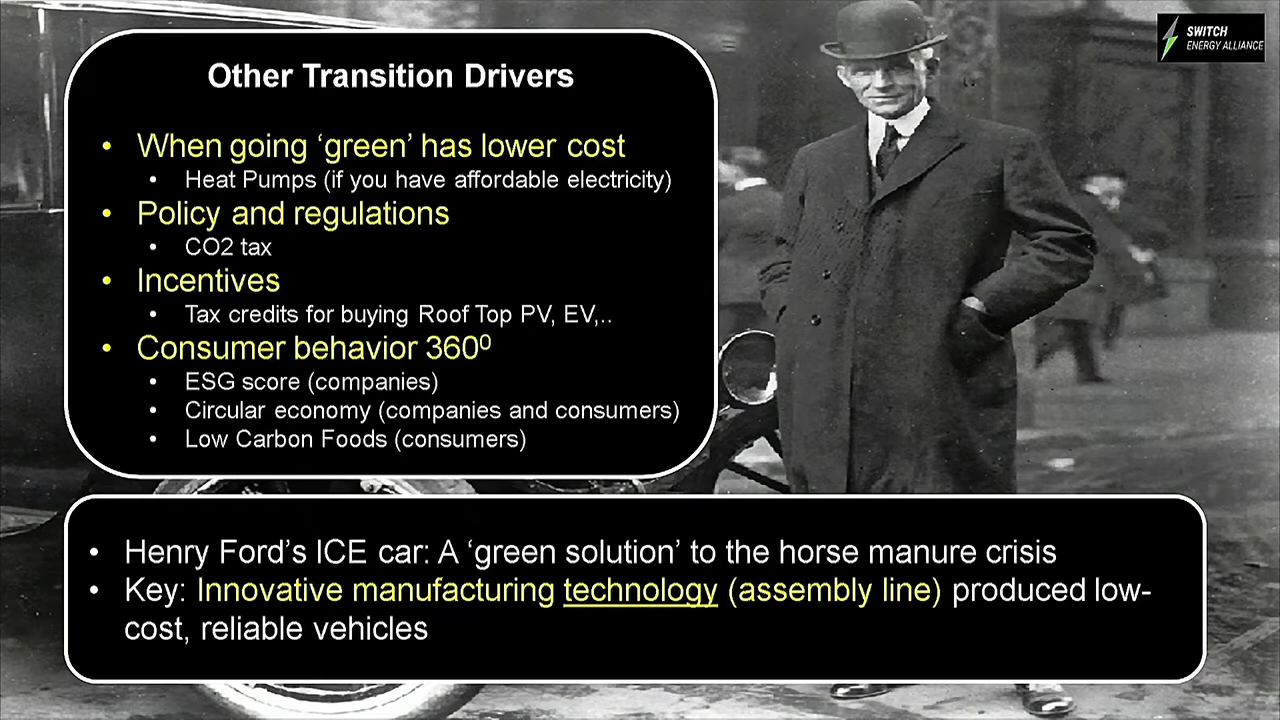 SWITCH
ENERGY ALLIANCE
Other Transition Drivers
• When going ‘green’ has lower cost
• Heat Pumps (if you have affordable electricity)
• Policy and regulations
• CO2 tax
• Incentives
• Tax credits for buying Roof Top PV, EV,..
• Consumer behavior 360⁰
• ESG score (companies)
• Circular economy (companies and consumers)
• Low Carbon Foods (consumers)
• Henry Ford’s ICE car: A ‘green solution’ to the horse manure crisis
• Key: Innovative manufacturing technology (assembly line) produced low-
cost, reliable vehicles